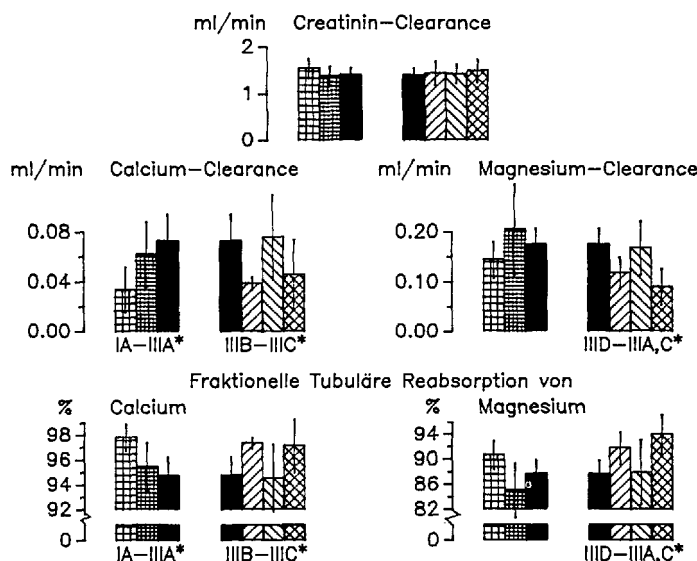 ml/min Creatinin-Clearance
2
1
0
ml/min Calcium-Clearance
0.08
0.04
0.00
IA-IIIA* IIIB-IIIC*
ml/min Magnesium-Clearance
0.20
0.10
0.00
IIID-IIIA,C*
Fraktionelle Tubuläre Reabsorption von
% Calcium
98
96
94
92
0
IA-IIIA* IIIB-IIIC*
% Magnesium
94
90
86
82
0
IIID-IIIA,C*